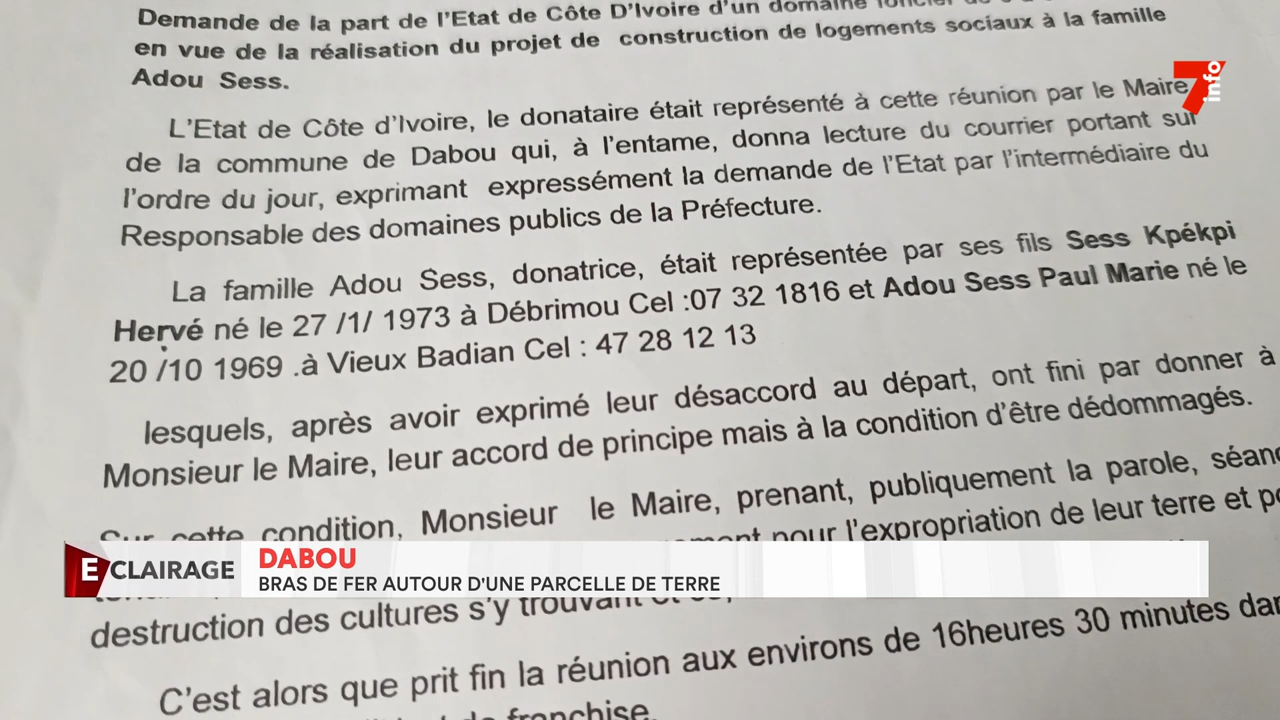 Demande de la part de l'Etat de Côte D'Ivoire d'un domaine foncier de
en vue de la réalisation du projet de construction de logements sociaux à la famille
Adou Sess.
7info
L'Etat de Côte d'Ivoire, le donataire était représenté à cette réunion par le Maire
de la commune de Dabou qui, à l'entame, donna lecture du courrier portant sur
l'ordre du jour, exprimant expressément la demande de l'Etat par l'intermédiaire du
Responsable des domaines publics de la Préfecture.
La famille Adou Sess, donatrice, était représentée par ses fils Sess Kpékpi
Hervé né le 27 /1/ 1973 à Débrimou Cel :07 32 1816 et Adou Sess Paul Marie né le
20 /10 1969 .à Vieux Badian Cel : 47 28 12 13
lesquels, après avoir exprimé leur désaccord au départ, ont fini par donner à
Monsieur le Maire, leur accord de principe mais à la condition d'être dédommagés.
Sur cette condition, Monsieur le Maire, prenant, publiquement la parole, séan
pour l'expropriation de leur terre et
ECLAIRAGE
DABOU
BRAS DE FER AUTOUR D'UNE PARCELLE DE TERRE
destruction des cultures s'y trouvant et
C'est alors que prit fin la réunion aux environs de 16heures 30 minutes dan
de franchise.